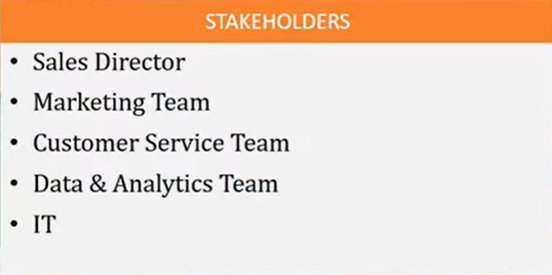 STAKEHOLDERS
• Sales Director
• Marketing Team
• Customer Service Team
• Data & Analytics Team
• IT